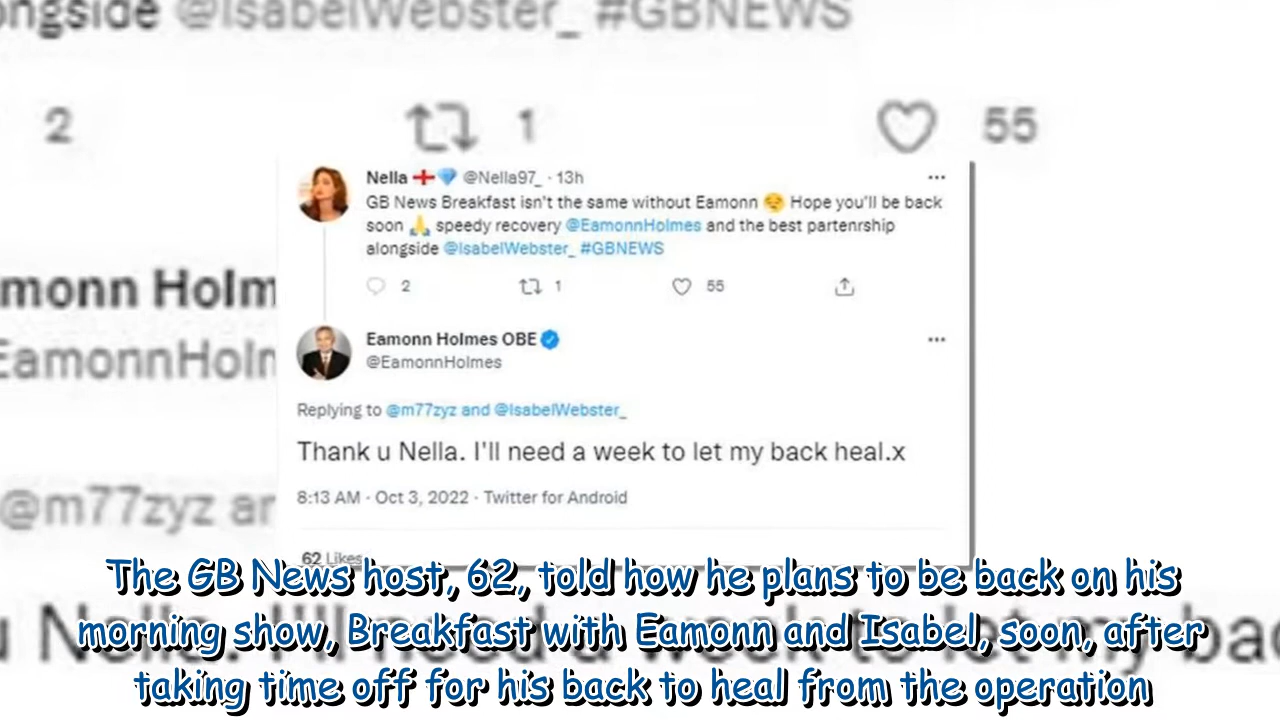 ongside @IsabelWebster_ #GBNEWS
2 1 55
Nella @Nella97_ · 13h
GB News Breakfast isn't the same without Eamonn Hope you'll be back
soon speedy recovery @EamonnHolmes and the best partenrship
alongside @IsabelWebster_ #GBNEWS
2 1 55
monn Holm
EamonnHoln
Eamonn Holmes OBE
@EamonnHolmes
Replying to @m77zyz and @IsabelWebster_
Thank u Nella. I'll need a week to let my back heal.x
8:13 AM · Oct 3, 2022 · Twitter for Android
@m77zyz ar
62 Likes
The GB News host, 62, told how he plans to be back on his
morning show, Breakfast with Eamonn and Isabel, soon, after
taking time off for his back to heal from the operation